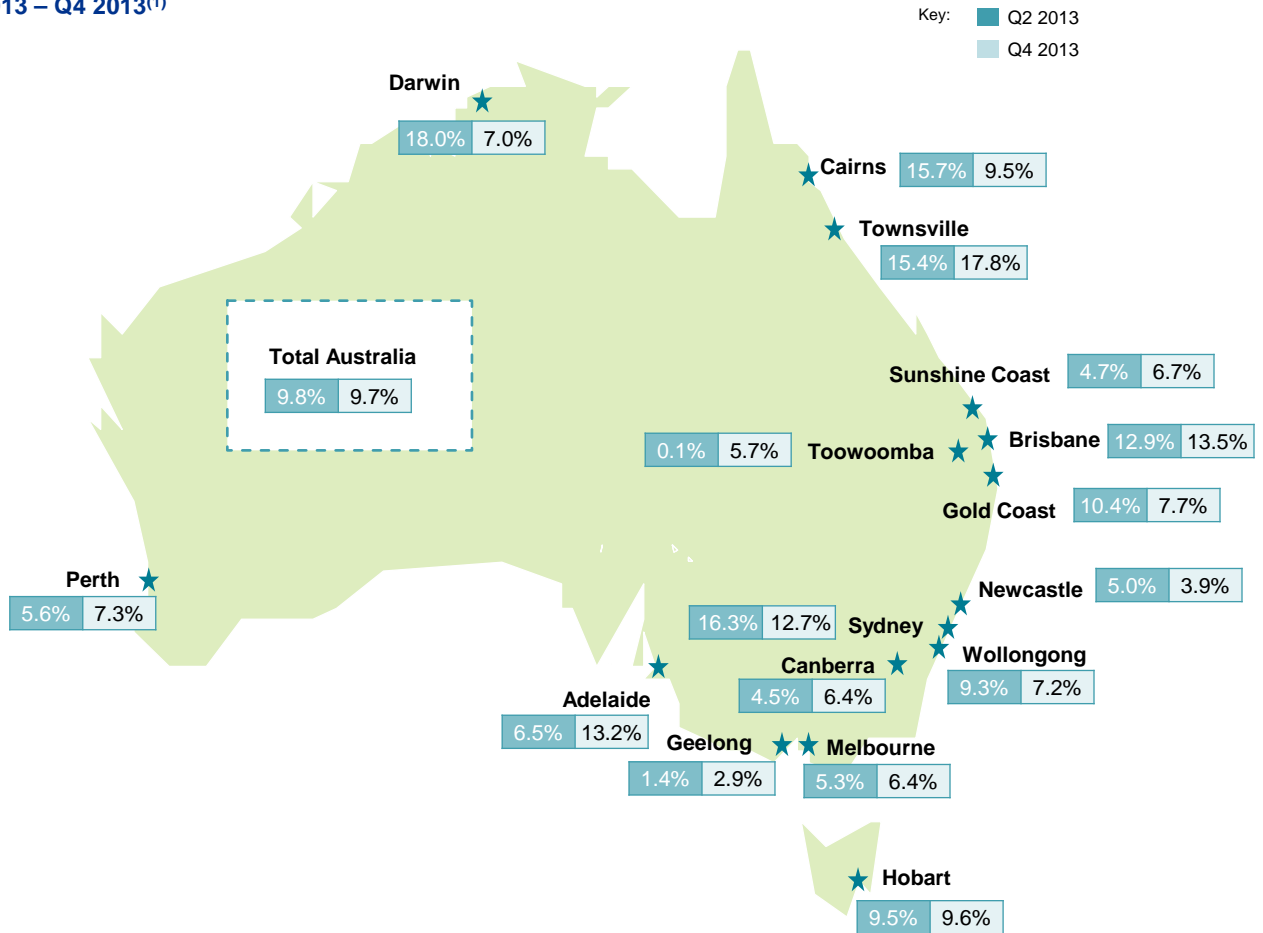 13 – Q4 2013(1)
Key:
Q2 2013
Q4 2013
Darwin
18.0% 7.0%
Cairns 15.7% 9.5%
Townsville
15.4% 17.8%
Total Australia
9.8% 9.7%
Sunshine Coast 4.7% 6.7%
Brisbane 12.9% 13.5%
0.1% 5.7% Toowoomba
Gold Coast 10.4% 7.7%
Perth
5.6% 7.3%
Newcastle 5.0% 3.9%
16.3% 12.7% Sydney
Wollongong
9.3% 7.2%
Canberra
4.5% 6.4%
Adelaide
6.5% 13.2%
Geelong
1.4% 2.9%
Melbourne
5.3% 6.4%
Hobart
9.5% 9.6%